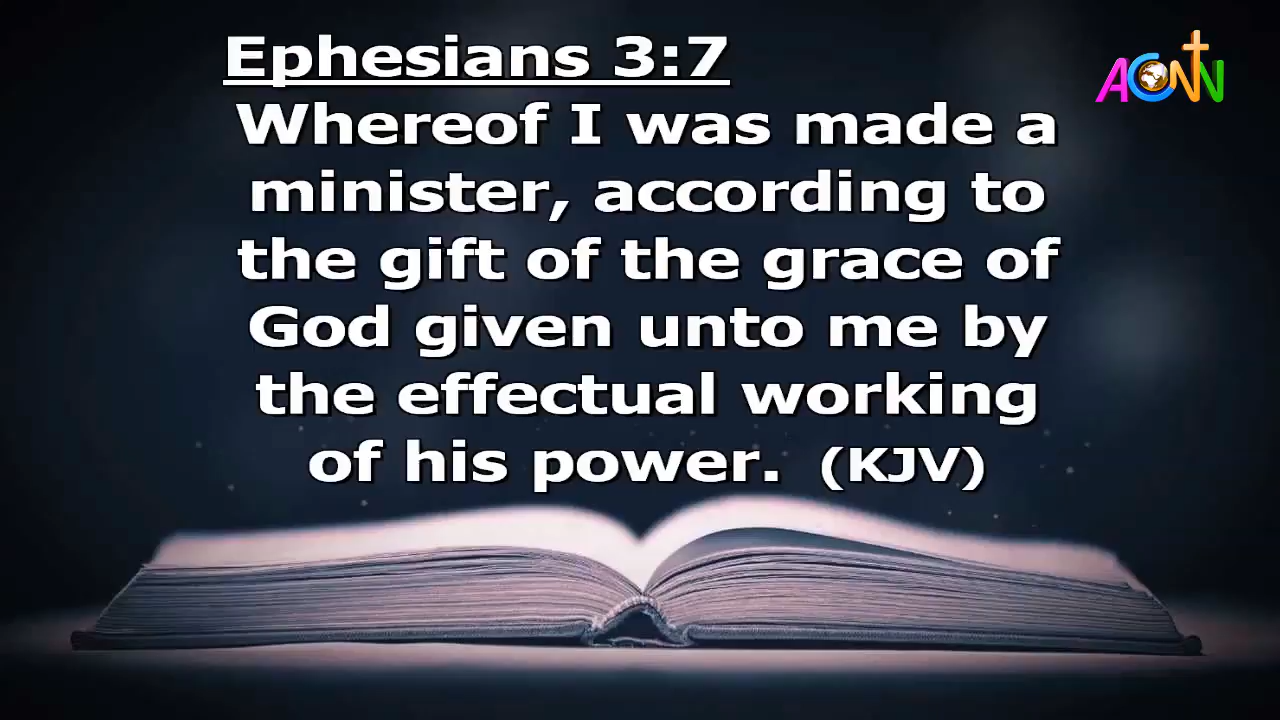 Ephesians 3:7
ACNN
Whereof I was made a
minister, according to
the gift of the grace of
God given unto me by
the effectual working
of his power. (KJV)